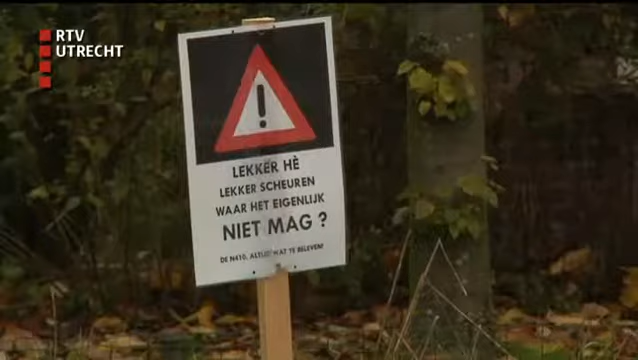 RTV
UTRECHT
!
LEKKER HÈ
LEKKER SCHEUREN
WAAR HET EIGENLIJK
NIET MAG ?
DE N410, ALTIJD WAT TE BELEVEN!